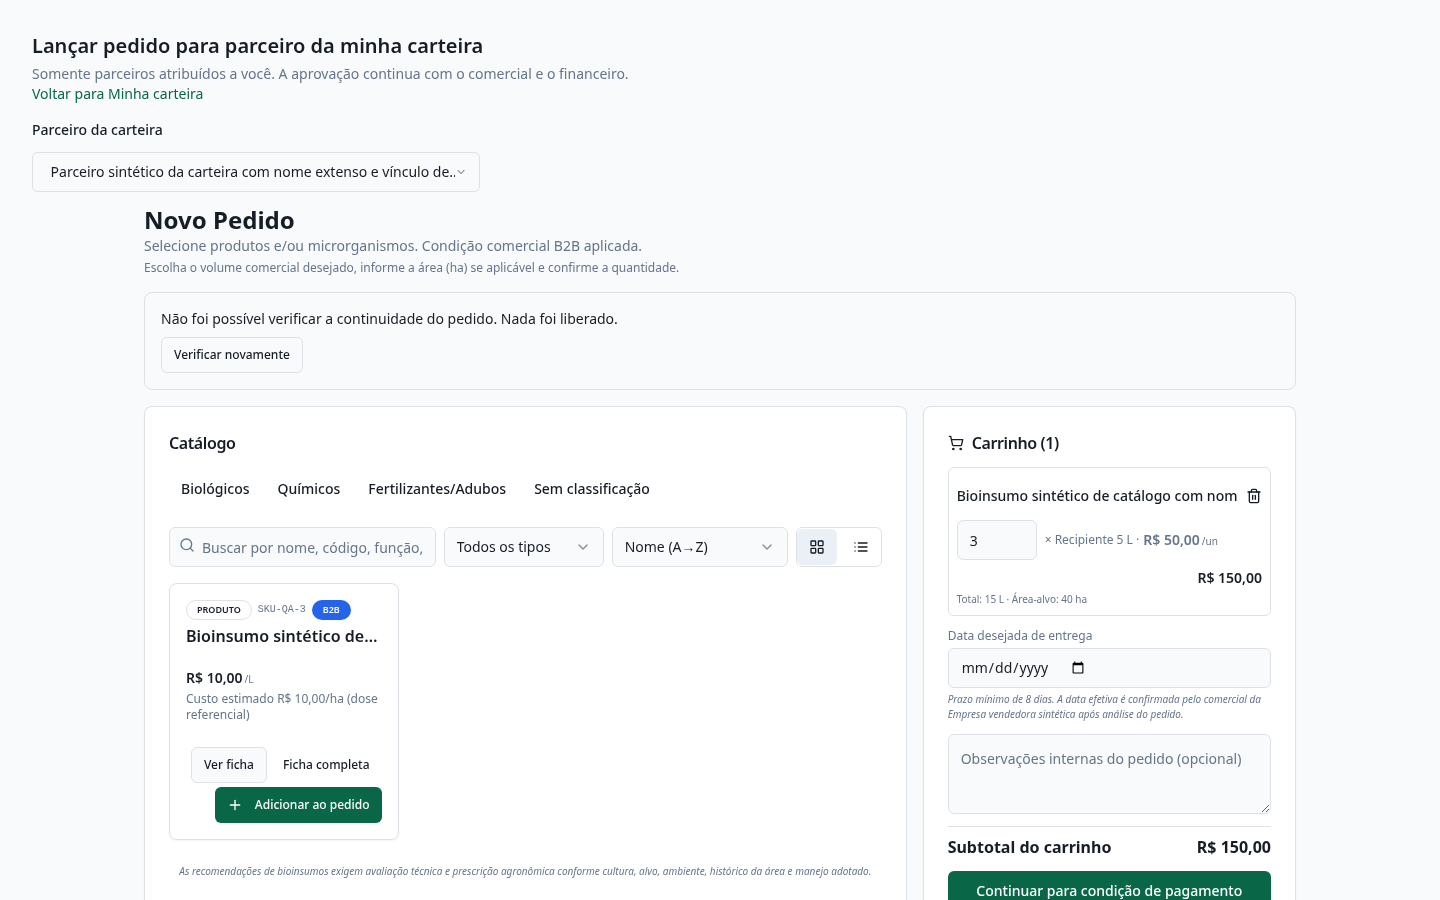 Lançar pedido para parceiro da minha carteira
Somente parceiros atribuídos a você. A aprovação continua com o comercial e o financeiro.
Voltar para Minha carteira
Parceiro da carteira
Parceiro sintético da carteira com nome extenso e vínculo de..
Novo Pedido
Selecione produtos e/ou microrganismos. Condição comercial B2B aplicada.
Escolha o volume comercial desejado, informe a área (ha) se aplicável e confirme a quantidade.
Não foi possível verificar a continuidade do pedido. Nada foi liberado.
Verificar novamente
Catálogo
Biológicos Químicos Fertilizantes/Adubos Sem classificação
Buscar por nome, código, função,
Todos os tipos
Nome (A→Z)
PRODUTO SKU-QA-3 B2B
Bioinsumo sintético de...
R$ 10,00 /L
Custo estimado R$ 10,00/ha (dose
referencial)
Ver ficha Ficha completa
Adicionar ao pedido
As recomendações de bioinsumos exigem avaliação técnica e prescrição agronômica conforme cultura, alvo, ambiente, histórico da área e manejo adotado.
Carrinho (1)
Bioinsumo sintético de catálogo com nom
3 × Recipiente 5 L · R$ 50,00 /un
R$ 150,00
Total: 15 L · Área-alvo: 40 ha
Data desejada de entrega
mm/dd/yyyy
Prazo mínimo de 8 dias. A data efetiva é confirmada pelo comercial da
Empresa vendedora sintética após análise do pedido.
Observações internas do pedido (opcional)
Subtotal do carrinho R$ 150,00
Continuar para condição de pagamento